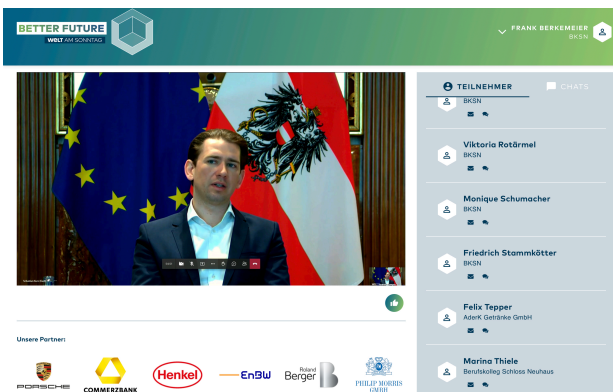 BETTER FUTURE
WELT AM SONNTAG
FRANK BERKEMEIER
BKSN
TEILNEHMER
CHATS
BKSN
Viktoria Rotärmel
BKSN
Monique Schumacher
BKSN
Friedrich Stammkötter
BKSN
Felix Tepper
AderK Getränke GmbH
Marina Thiele
Berufskolleg Schloss Neuhaus
Unsere Partner:
PORSCHE
COMMERZBANK
Henkel
EnBW
Roland
Berger
B
PHILIP MORRIS
GMBH